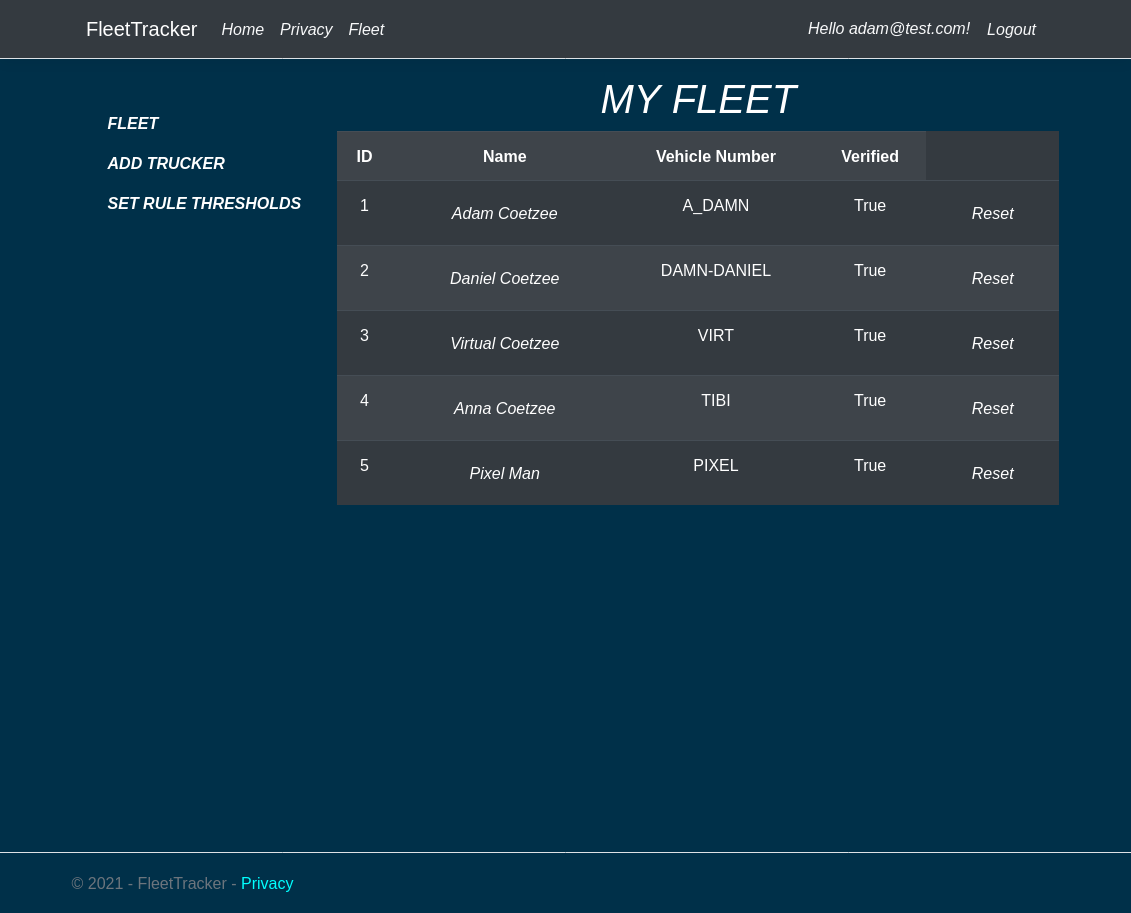 FleetTracker Home Privacy Fleet Hello adam@test.com! Logout
FLEET
ADD TRUCKER
SET RULE THRESHOLDS
MY FLEET
ID Name Vehicle Number Verified
1 Adam Coetzee A_DAMN True Reset
2 Daniel Coetzee DAMN-DANIEL True Reset
3 Virtual Coetzee VIRT True Reset
4 Anna Coetzee TIBI True Reset
5 Pixel Man PIXEL True Reset
© 2021 - FleetTracker - Privacy